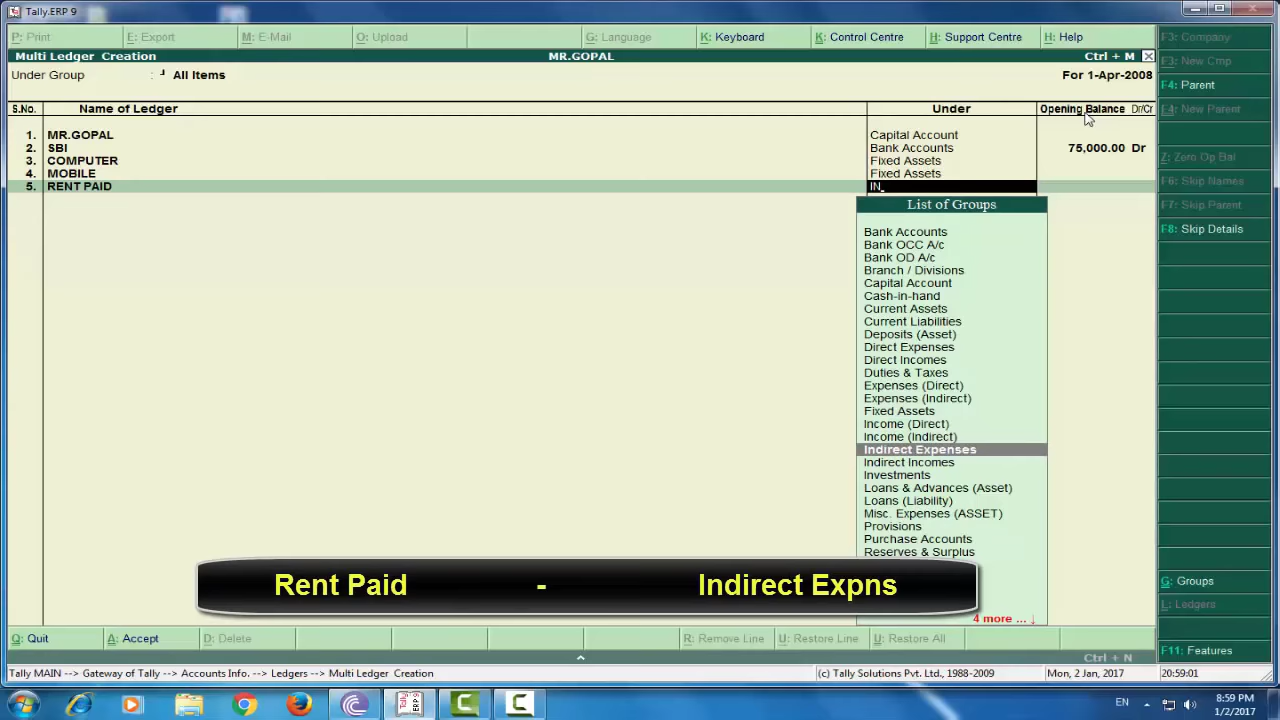 Tally.ERP 9
P: Print E: Export M: E-Mail O: Upload G: Language K: Keyboard K: Control Centre H: Support Centre H: Help
Multi Ledger Creation MR.GOPAL Ctrl + M
Under Group : All Items For 1-Apr-2008
S.No. Name of Ledger Under Opening Balance Dr/Cr
1. MR.GOPAL Capital Account
2. SBI Bank Accounts 75,000.00 Dr
3. COMPUTER Fixed Assets
4. MOBILE Fixed Assets
5. RENT PAID IN
List of Groups
Bank Accounts
Bank OCC A/c
Bank OD A/c
Branch / Divisions
Capital Account
Cash-in-hand
Current Assets
Current Liabilities
Deposits (Asset)
Direct Expenses
Direct Incomes
Duties & Taxes
Expenses (Direct)
Expenses (Indirect)
Fixed Assets
Income (Direct)
Income (Indirect)
Indirect Expenses
Indirect Incomes
Investments
Loans & Advances (Asset)
Loans (Liability)
Misc. Expenses (ASSET)
Provisions
Purchase Accounts
Reserves & Surplus
4 more ... ↓
Rent Paid - Indirect Expns
F3: Company
F3: New Cmp
F4: Parent
F4: New Parent
Z: Zero Op Bal
F6: Skip Names
F7: Skip Parent
F8: Skip Details
G: Groups
L: Ledgers
F11: Features
Q: Quit A: Accept D: Delete R: Remove Line U: Restore Line U: Restore All
Ctrl + N
Tally MAIN --> Gateway of Tally --> Accounts Info. --> Ledgers --> Multi Ledger Creation (c) Tally Solutions Pvt. Ltd., 1988-2009 Mon, 2 Jan, 2017 20:59:01
EN 8:59 PM
1/2/2017